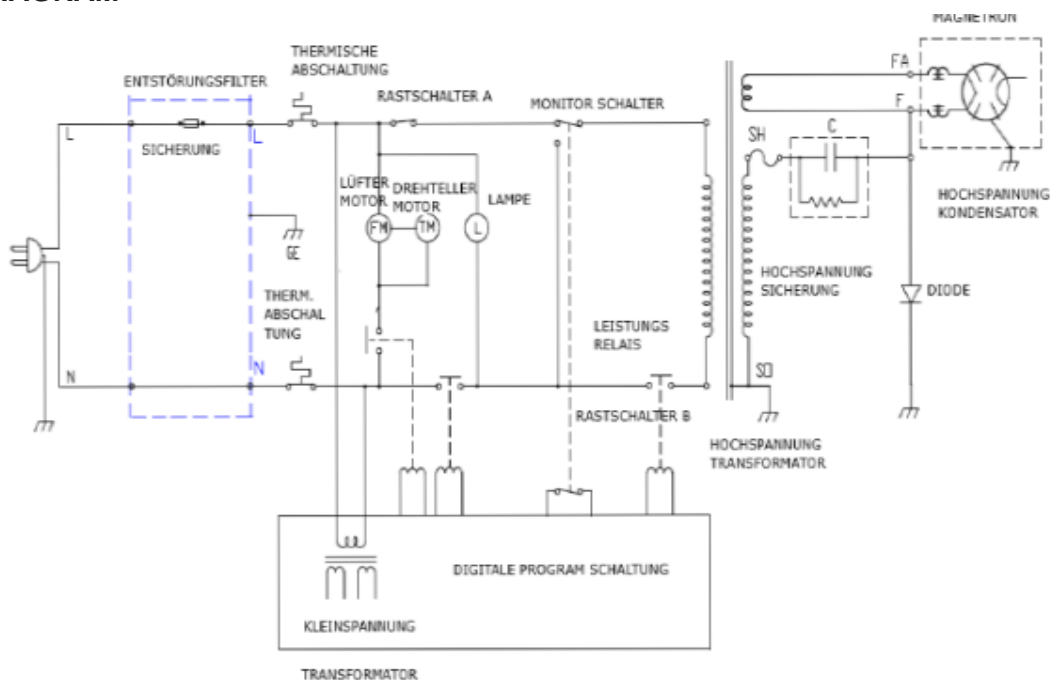 MAGNETRON
THERMISCHE
ABSCHALTUNG
ENTSTÖRUNGSFILTER
RASTSCHALTER A
MONITOR SCHALTER
FA
F
L
L
SICHERUNG
SH
C
LÜFTER
MOTOR
DREHTELLER
MOTOR
LAMPE
FM
TM
L
HOCHSPANNUNG
KONDENSATOR
GE
HOCHSPANNUNG
SICHERUNG
DIODE
THERM.
ABSCHAL
TUNG
LEISTUNGS
RELAIS
N
N
SO
RASTSCHALTER B
HOCHSPANNUNG
TRANSFORMATOR
DIGITALE PROGRAM SCHALTUNG
KLEINSPANNUNG
TRANSFORMATOR